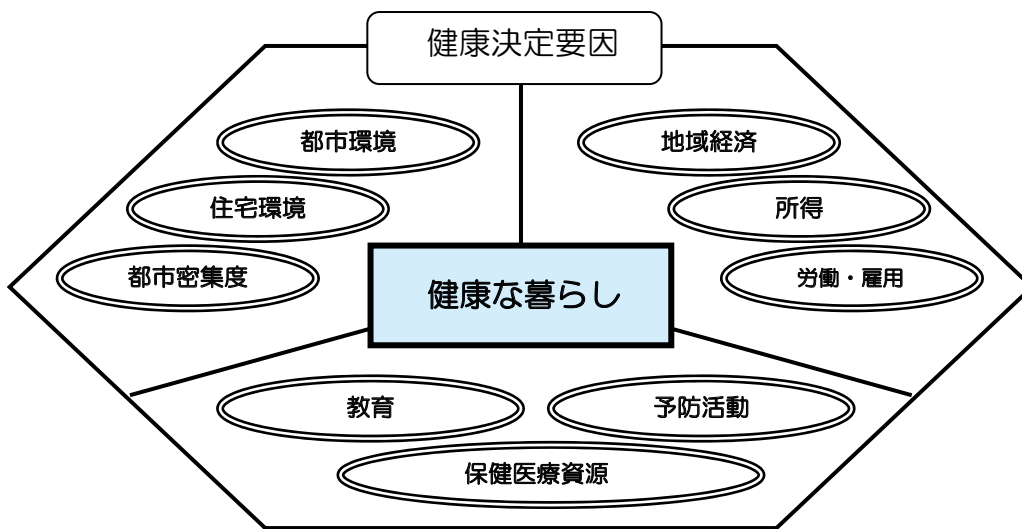 健康決定要因
都市環境
住宅環境
都市密集度
地域経済
所得
労働・雇用
健康な暮らし
教育
予防活動
保健医療資源